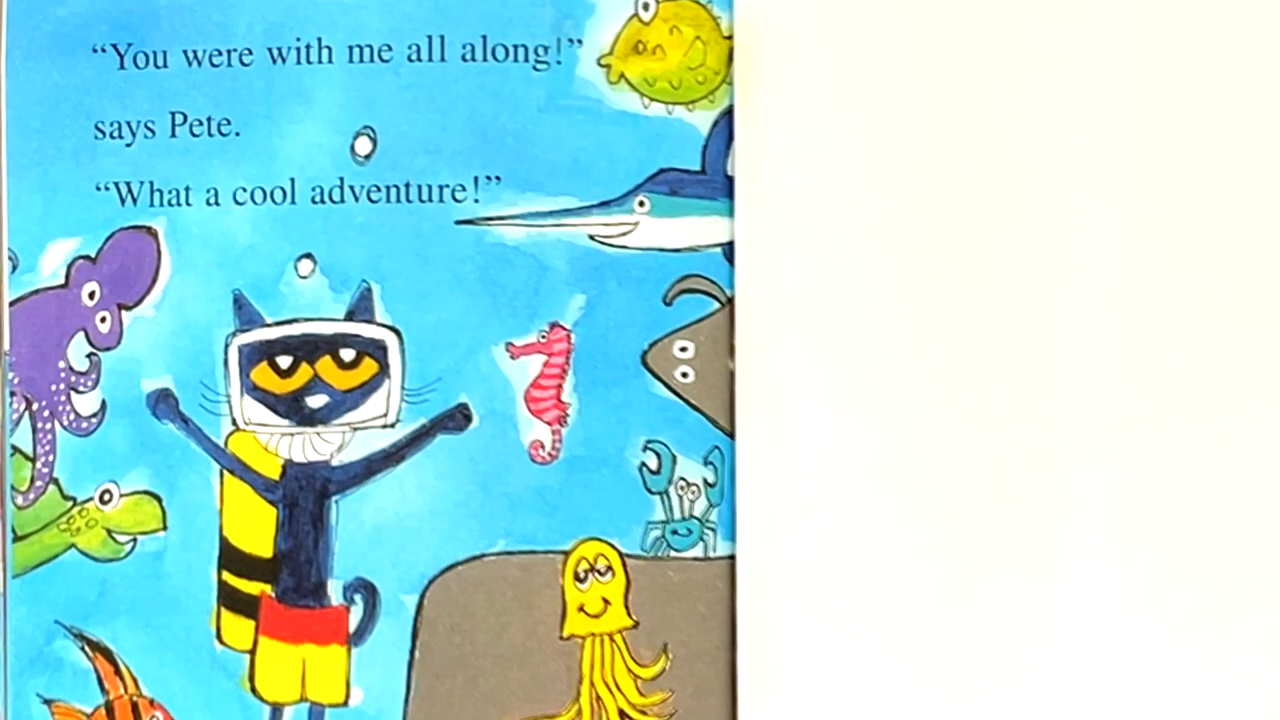 “You were with me all along!”
says Pete.
“What a cool adventure!”